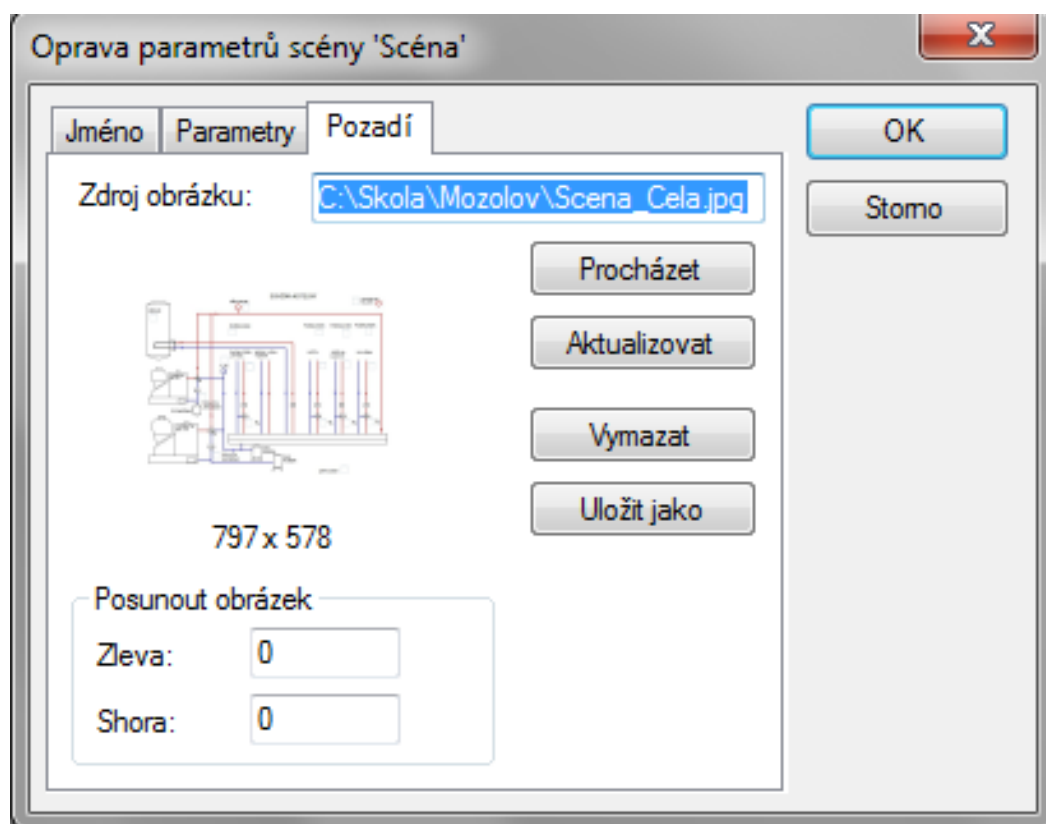 Oprava parametrů scény 'Scéna'
Jméno Parametry Pozadí
OK
Zdroj obrázku: C:\Skola\Mozolov\Scena_Cela.jpg
Storno
Procházet
Aktualizovat
Vymazat
Uložit jako
797 x 578
Posunout obrázek
Zleva: 0
Shora: 0